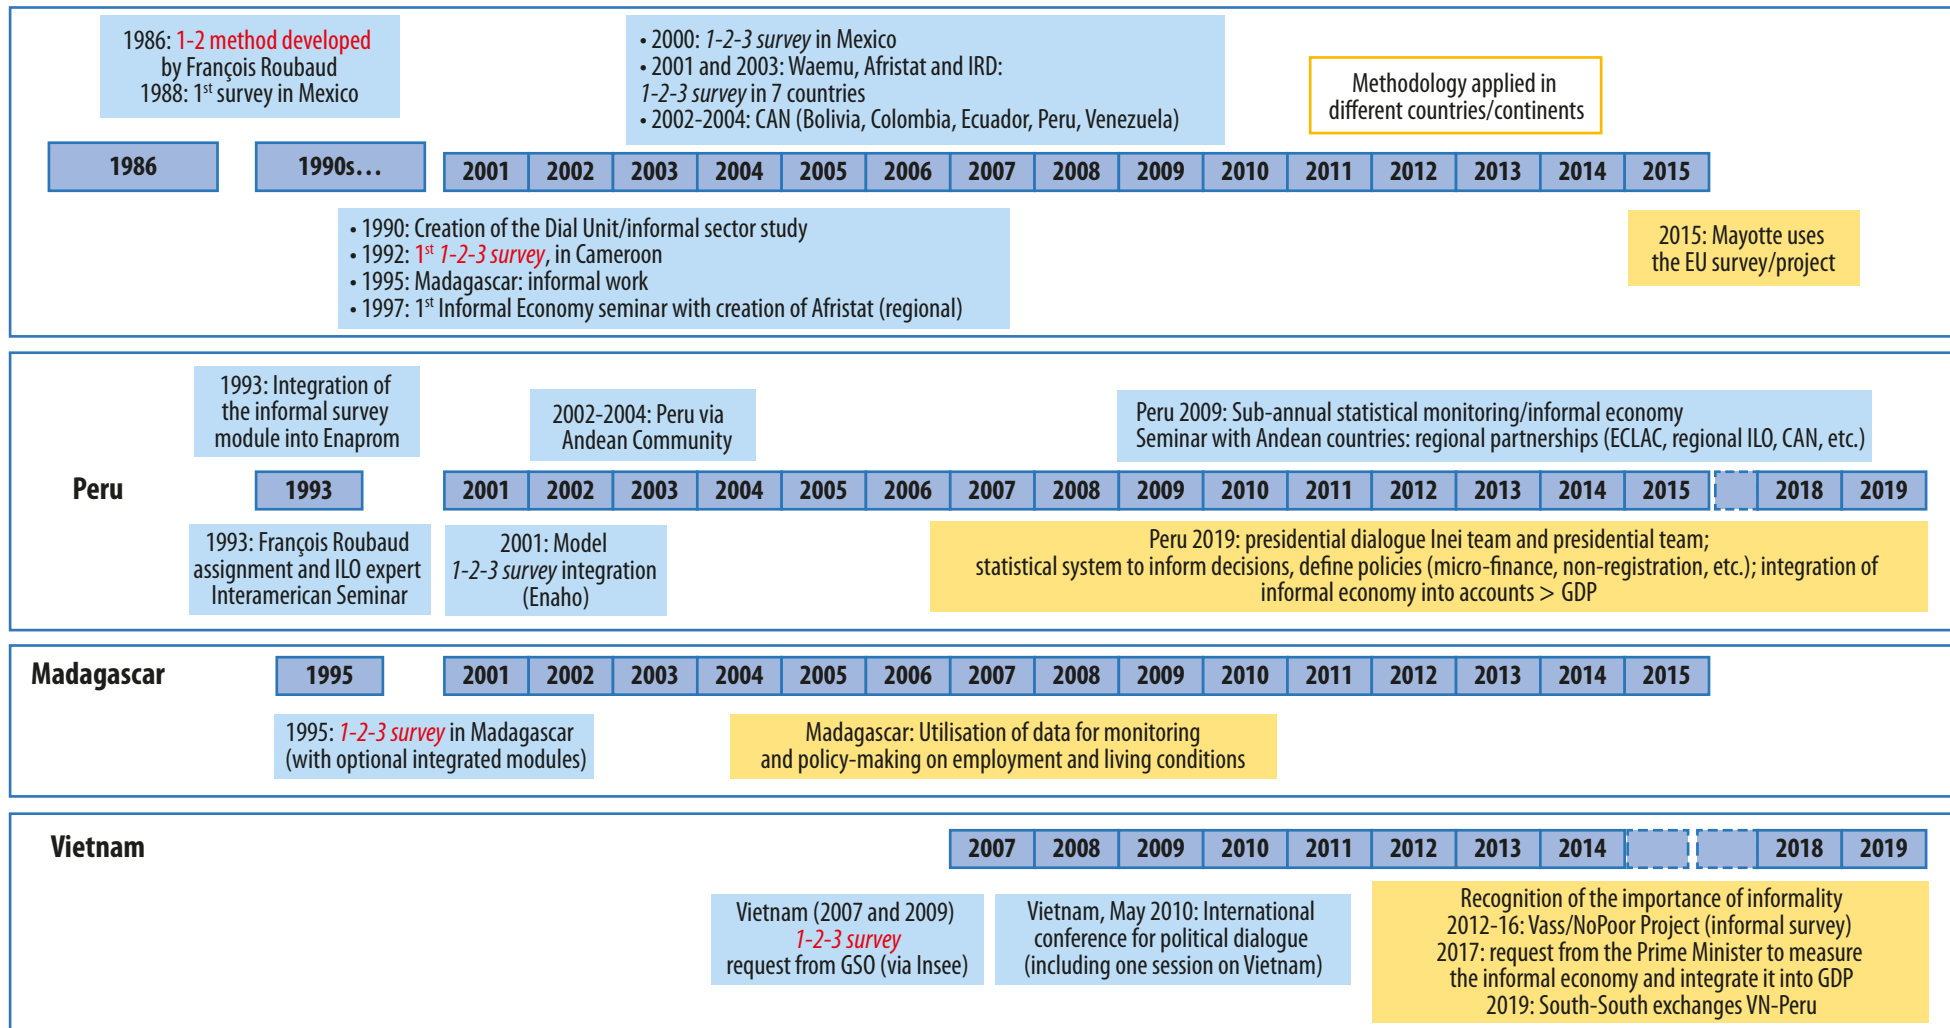 1986: 1-2 method developed
by François Roubaud
1988: 1st survey in Mexico
• 2000: 1-2-3 survey in Mexico
• 2001 and 2003: Waemu, Afristat and IRD:
1-2-3 survey in 7 countries
• 2002-2004: CAN (Bolivia, Colombia, Ecuador, Peru, Venezuela)
Methodology applied in
different countries/continents
1986 1990s… 2001 2002 2003 2004 2005 2006 2007 2008 2009 2010 2011 2012 2013 2014 2015
• 1990: Creation of the Dial Unit/informal sector study
• 1992: 1st 1-2-3 survey, in Cameroon
• 1995: Madagascar: informal work
• 1997: 1st Informal Economy seminar with creation of Afristat (regional)
2015: Mayotte uses
the EU survey/project
1993: Integration of
the informal survey
module into Enaprom
2002-2004: Peru via
Andean Community
Peru 2009: Sub-annual statistical monitoring/informal economy
Seminar with Andean countries: regional partnerships (ECLAC, regional ILO, CAN, etc.)
Peru 1993 2001 2002 2003 2004 2005 2006 2007 2008 2009 2010 2011 2012 2013 2014 2015 2018 2019
1993: François Roubaud
assignment and ILO expert
Interamerican Seminar
2001: Model
1-2-3 survey integration
(Enaho)
Peru 2019: presidential dialogue Inei team and presidential team;
statistical system to inform decisions, define policies (micro-finance, non-registration, etc.); integration of
informal economy into accounts > GDP
Madagascar 1995 2001 2002 2003 2004 2005 2006 2007 2008 2009 2010 2011 2012 2013 2014 2015
1995: 1-2-3 survey in Madagascar
(with optional integrated modules)
Madagascar: Utilisation of data for monitoring
and policy-making on employment and living conditions
Vietnam 2007 2008 2009 2010 2011 2012 2013 2014 2018 2019
Vietnam (2007 and 2009)
1-2-3 survey
request from GSO (via Insee)
Vietnam, May 2010: International
conference for political dialogue
(including one session on Vietnam)
Recognition of the importance of informality
2012-16: Vass/NoPoor Project (informal survey)
2017: request from the Prime Minister to measure
the informal economy and integrate it into GDP
2019: South-South exchanges VN-Peru